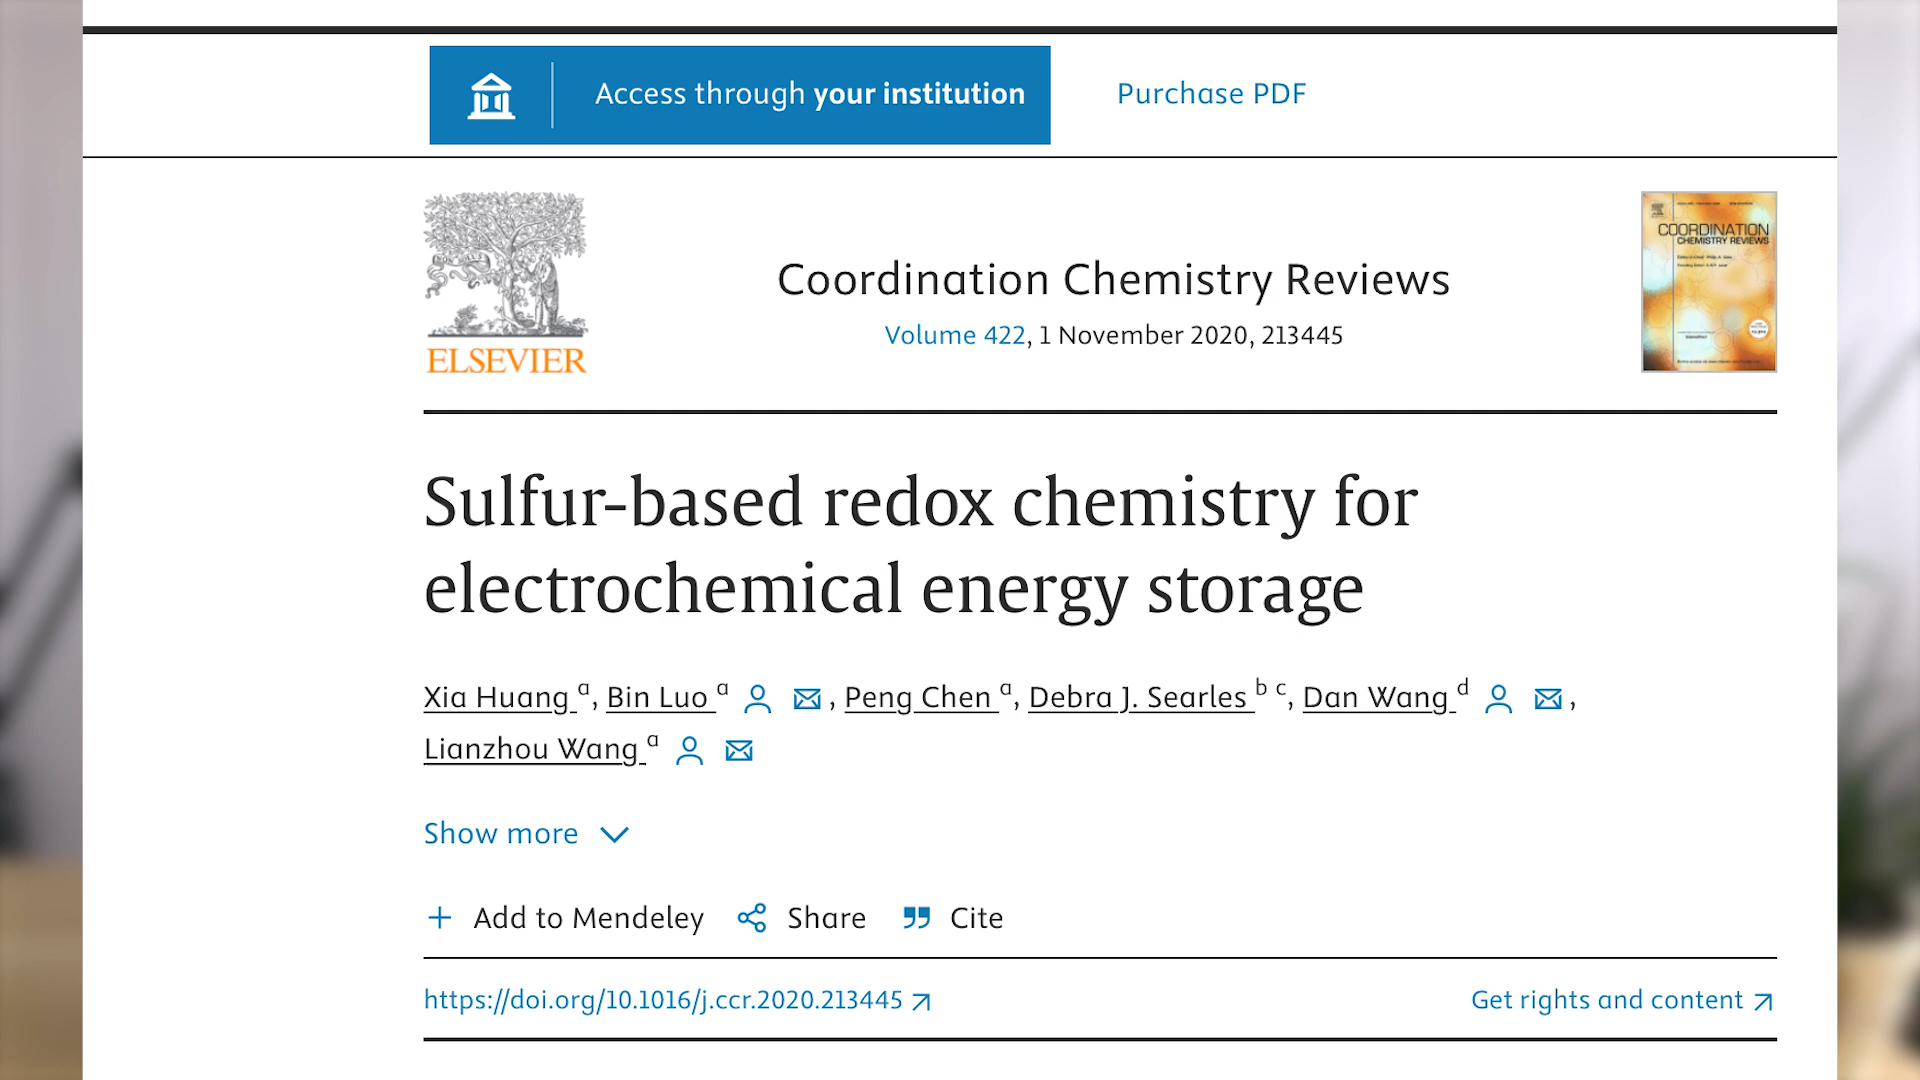 Access through your institution
Purchase PDF
ELSEVIER
Coordination Chemistry Reviews
Volume 422, 1 November 2020, 213445
COORDINATION
CHEMISTRY REVIEWS
Sulfur-based redox chemistry for
electrochemical energy storage
Xia Huang a, Bin Luo a, Peng Chen a, Debra J. Searles b c, Dan Wang d,
Lianzhou Wang a
Show more
Add to Mendeley Share Cite
https://doi.org/10.1016/j.ccr.2020.213445
Get rights and content